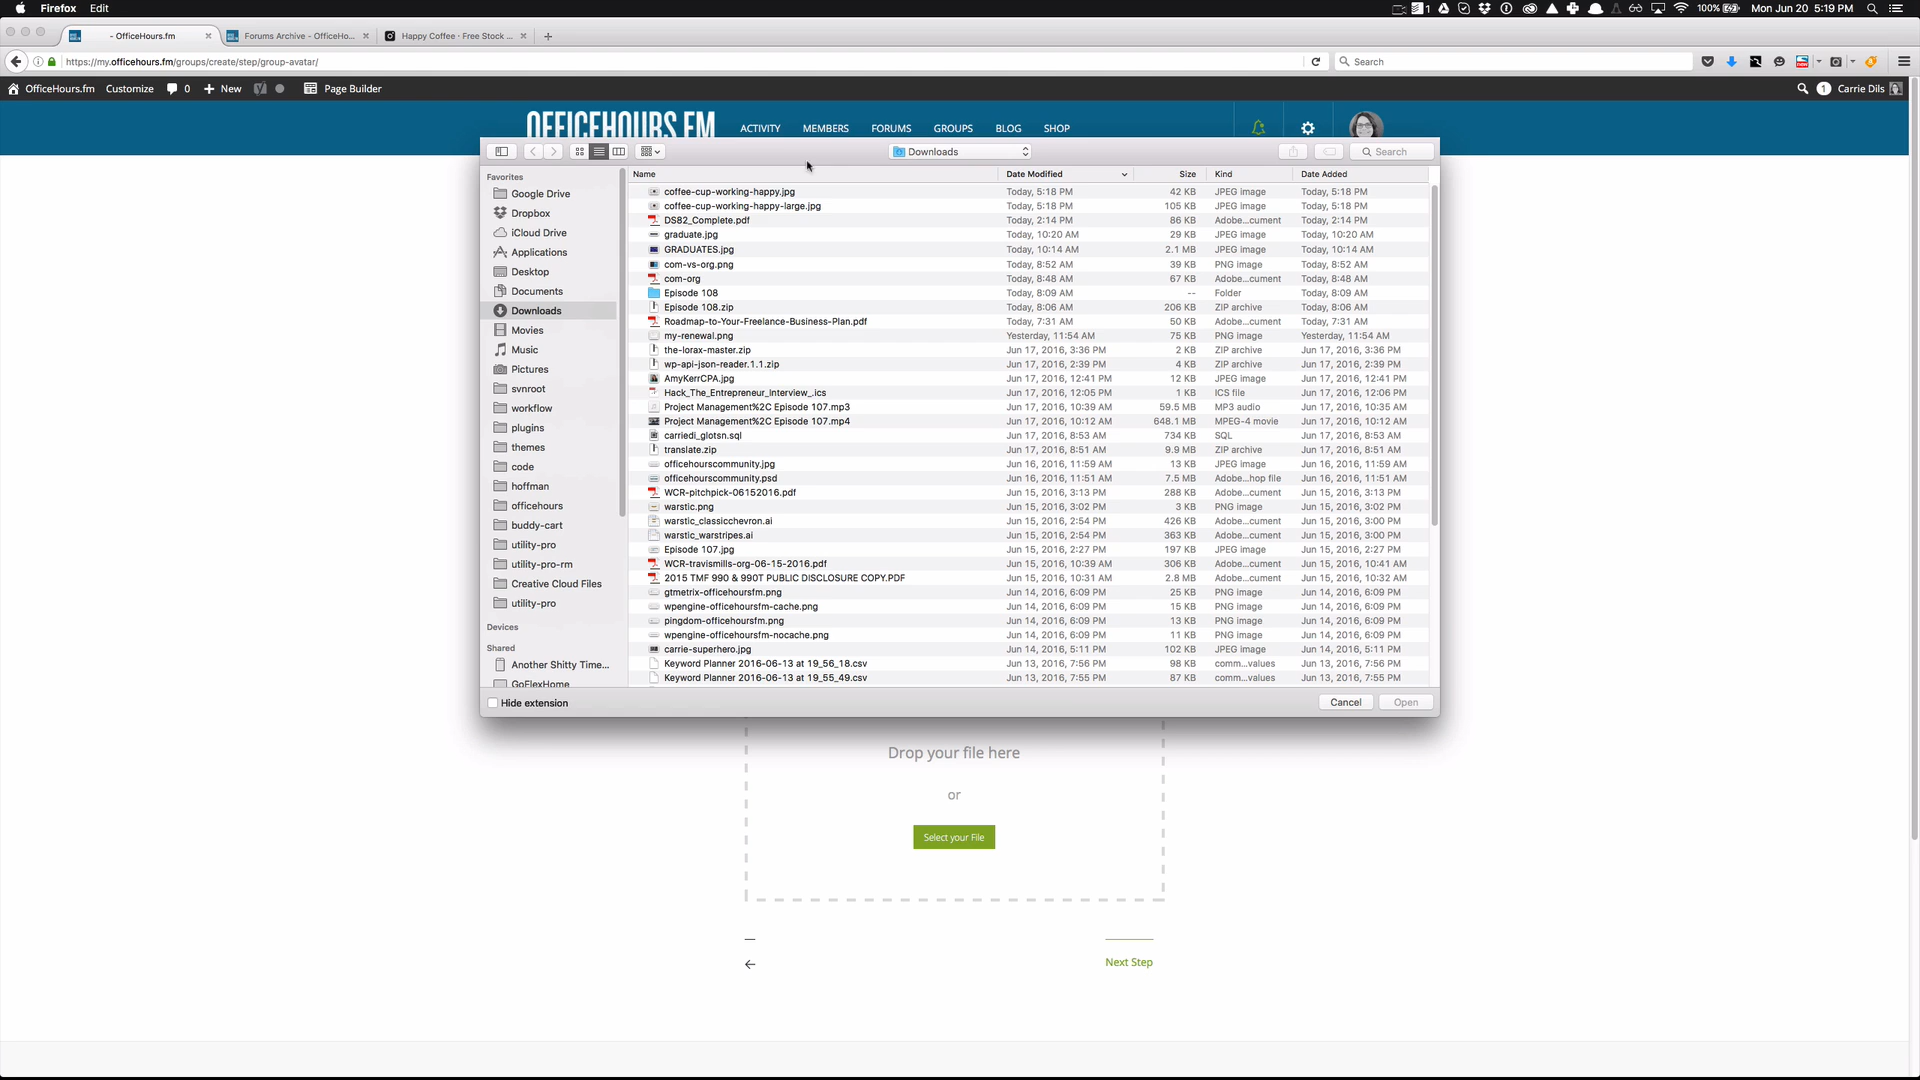 Firefox Edit 1 100% Mon Jun 20 5:19 PM
- OfficeHours.fm Forums Archive - OfficeHo... Happy Coffee · Free Stock ...
https://my.officehours.fm/groups/create/step/group-avatar/ Search
OfficeHours.fm Customize 0 New Page Builder 1 Carrie Dils
OFFICEHOURS.FM ACTIVITY MEMBERS FORUMS GROUPS BLOG SHOP
Downloads Search
Favorites
Google Drive
Dropbox
iCloud Drive
Applications
Desktop
Documents
Downloads
Movies
Music
Pictures
svnroot
workflow
plugins
themes
code
hoffman
officehours
buddy-cart
utility-pro
utility-pro-rm
Creative Cloud Files
utility-pro
Devices
Shared
Another Shitty Time...
GoFlexHome
Name Date Modified Size Kind Date Added
coffee-cup-working-happy.jpg Today, 5:18 PM 42 KB JPEG image Today, 5:18 PM
coffee-cup-working-happy-large.jpg Today, 5:18 PM 105 KB JPEG image Today, 5:18 PM
DS82_Complete.pdf Today, 2:14 PM 86 KB Adobe...cument Today, 2:14 PM
graduate.jpg Today, 10:20 AM 29 KB JPEG image Today, 10:20 AM
GRADUATES.jpg Today, 10:14 AM 2.1 MB JPEG image Today, 10:14 AM
com-vs-org.png Today, 8:52 AM 39 KB PNG image Today, 8:52 AM
com-org Today, 8:48 AM 67 KB Adobe...cument Today, 8:48 AM
Episode 108 Today, 8:09 AM -- Folder Today, 8:09 AM
Episode 108.zip Today, 8:06 AM 206 KB ZIP archive Today, 8:06 AM
Roadmap-to-Your-Freelance-Business-Plan.pdf Today, 7:31 AM 50 KB Adobe...cument Today, 7:31 AM
my-renewal.png Yesterday, 11:54 AM 75 KB PNG image Yesterday, 11:54 AM
the-lorax-master.zip Jun 17, 2016, 3:36 PM 2 KB ZIP archive Jun 17, 2016, 3:36 PM
wp-api-json-reader.1.1.zip Jun 17, 2016, 2:39 PM 4 KB ZIP archive Jun 17, 2016, 2:39 PM
AmyKerrCPA.jpg Jun 17, 2016, 12:41 PM 12 KB JPEG image Jun 17, 2016, 12:41 PM
Hack_The_Entrepreneur_Interview_.ics Jun 17, 2016, 12:05 PM 1 KB ICS file Jun 17, 2016, 12:06 PM
Project Management%2C Episode 107.mp3 Jun 17, 2016, 10:39 AM 59.5 MB MP3 audio Jun 17, 2016, 10:35 AM
Project Management%2C Episode 107.mp4 Jun 17, 2016, 10:12 AM 648.1 MB MPEG-4 movie Jun 17, 2016, 10:12 AM
carriedi_glotsn.sql Jun 17, 2016, 8:53 AM 734 KB SQL Jun 17, 2016, 8:53 AM
translate.zip Jun 17, 2016, 8:51 AM 9.9 MB ZIP archive Jun 17, 2016, 8:51 AM
officehourscommunity.jpg Jun 16, 2016, 11:59 AM 13 KB JPEG image Jun 16, 2016, 11:59 AM
officehourscommunity.psd Jun 16, 2016, 11:51 AM 7.5 MB Adobe...hop file Jun 16, 2016, 11:51 AM
WCR-pitchpick-06152016.pdf Jun 15, 2016, 3:13 PM 288 KB Adobe...cument Jun 15, 2016, 3:13 PM
warstic.png Jun 15, 2016, 3:02 PM 3 KB PNG image Jun 15, 2016, 3:02 PM
warstic_classicchevron.ai Jun 15, 2016, 2:54 PM 426 KB Adobe...cument Jun 15, 2016, 3:00 PM
warstic_warstripes.ai Jun 15, 2016, 2:54 PM 363 KB Adobe...cument Jun 15, 2016, 3:00 PM
Episode 107.jpg Jun 15, 2016, 2:27 PM 197 KB JPEG image Jun 15, 2016, 2:27 PM
WCR-travismills-org-06-15-2016.pdf Jun 15, 2016, 10:39 AM 306 KB Adobe...cument Jun 15, 2016, 10:41 AM
2015 TMF 990 & 990T PUBLIC DISCLOSURE COPY.PDF Jun 15, 2016, 10:31 AM 2.8 MB Adobe...cument Jun 15, 2016, 10:32 AM
gtmetrix-officehoursfm.png Jun 14, 2016, 6:09 PM 25 KB PNG image Jun 14, 2016, 6:09 PM
wpengine-officehoursfm-cache.png Jun 14, 2016, 6:09 PM 15 KB PNG image Jun 14, 2016, 6:09 PM
pingdom-officehoursfm.png Jun 14, 2016, 6:09 PM 13 KB PNG image Jun 14, 2016, 6:09 PM
wpengine-officehoursfm-nocache.png Jun 14, 2016, 6:09 PM 11 KB PNG image Jun 14, 2016, 6:09 PM
carrie-superhero.jpg Jun 14, 2016, 5:11 PM 102 KB JPEG image Jun 14, 2016, 5:11 PM
Keyword Planner 2016-06-13 at 19_56_18.csv Jun 13, 2016, 7:56 PM 98 KB comm...values Jun 13, 2016, 7:56 PM
Keyword Planner 2016-06-13 at 19_55_49.csv Jun 13, 2016, 7:55 PM 87 KB comm...values Jun 13, 2016, 7:55 PM
Hide extension Cancel Open
Drop your file here
or
Select your File
Next Step